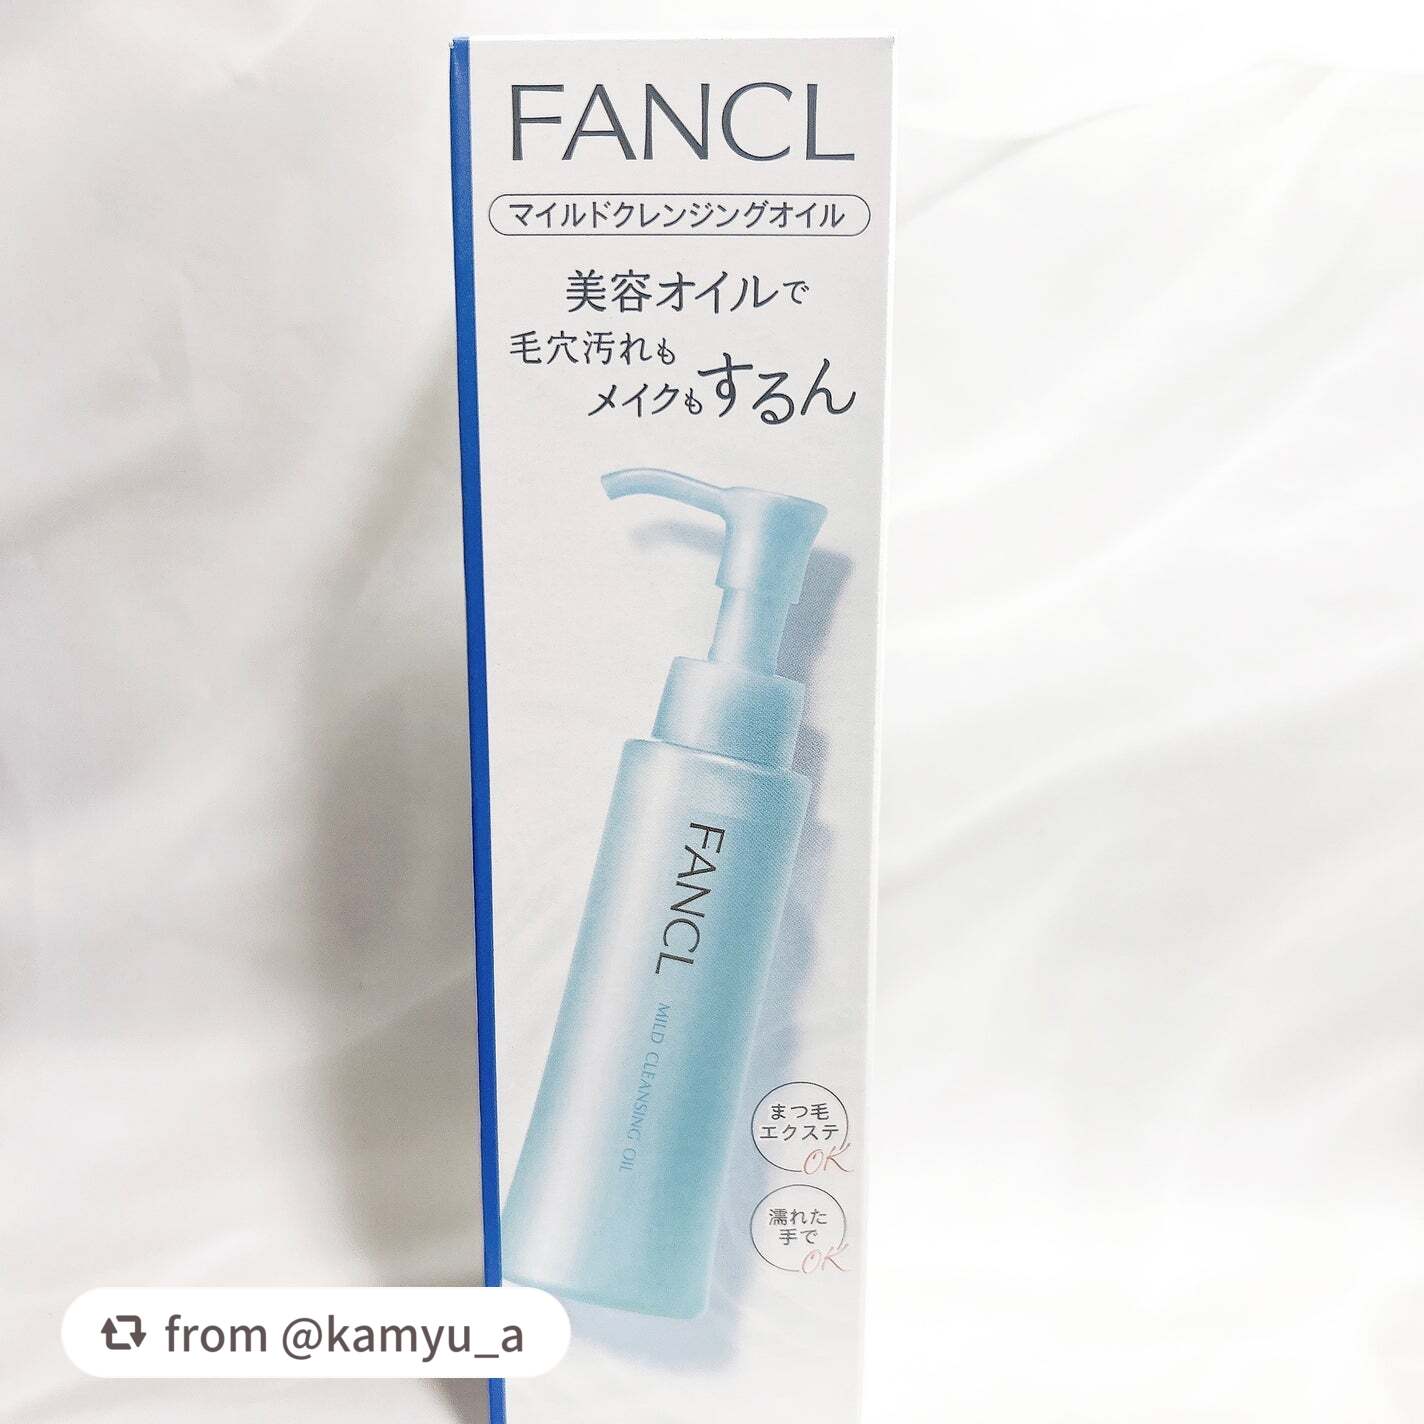 FANCL
マイルドクレンジングオイル
美容オイルで
毛穴汚れも
メイクもするん
FANCL
MILD CLEANSING OIL
まつ毛
エクステ
OK
濡れた
手で
OK
from @kamyu_a